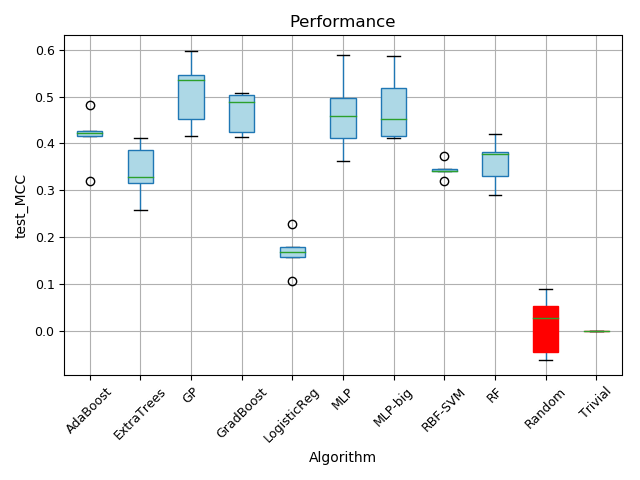 Performance
test_MCC
0.6
0.5
0.4
0.3
0.2
0.1
0.0
AdaBoost
ExtraTrees
GP
GradBoost
LogisticReg
MLP
MLP-big
RBF-SVM
RF
Random
Trivial
Algorithm